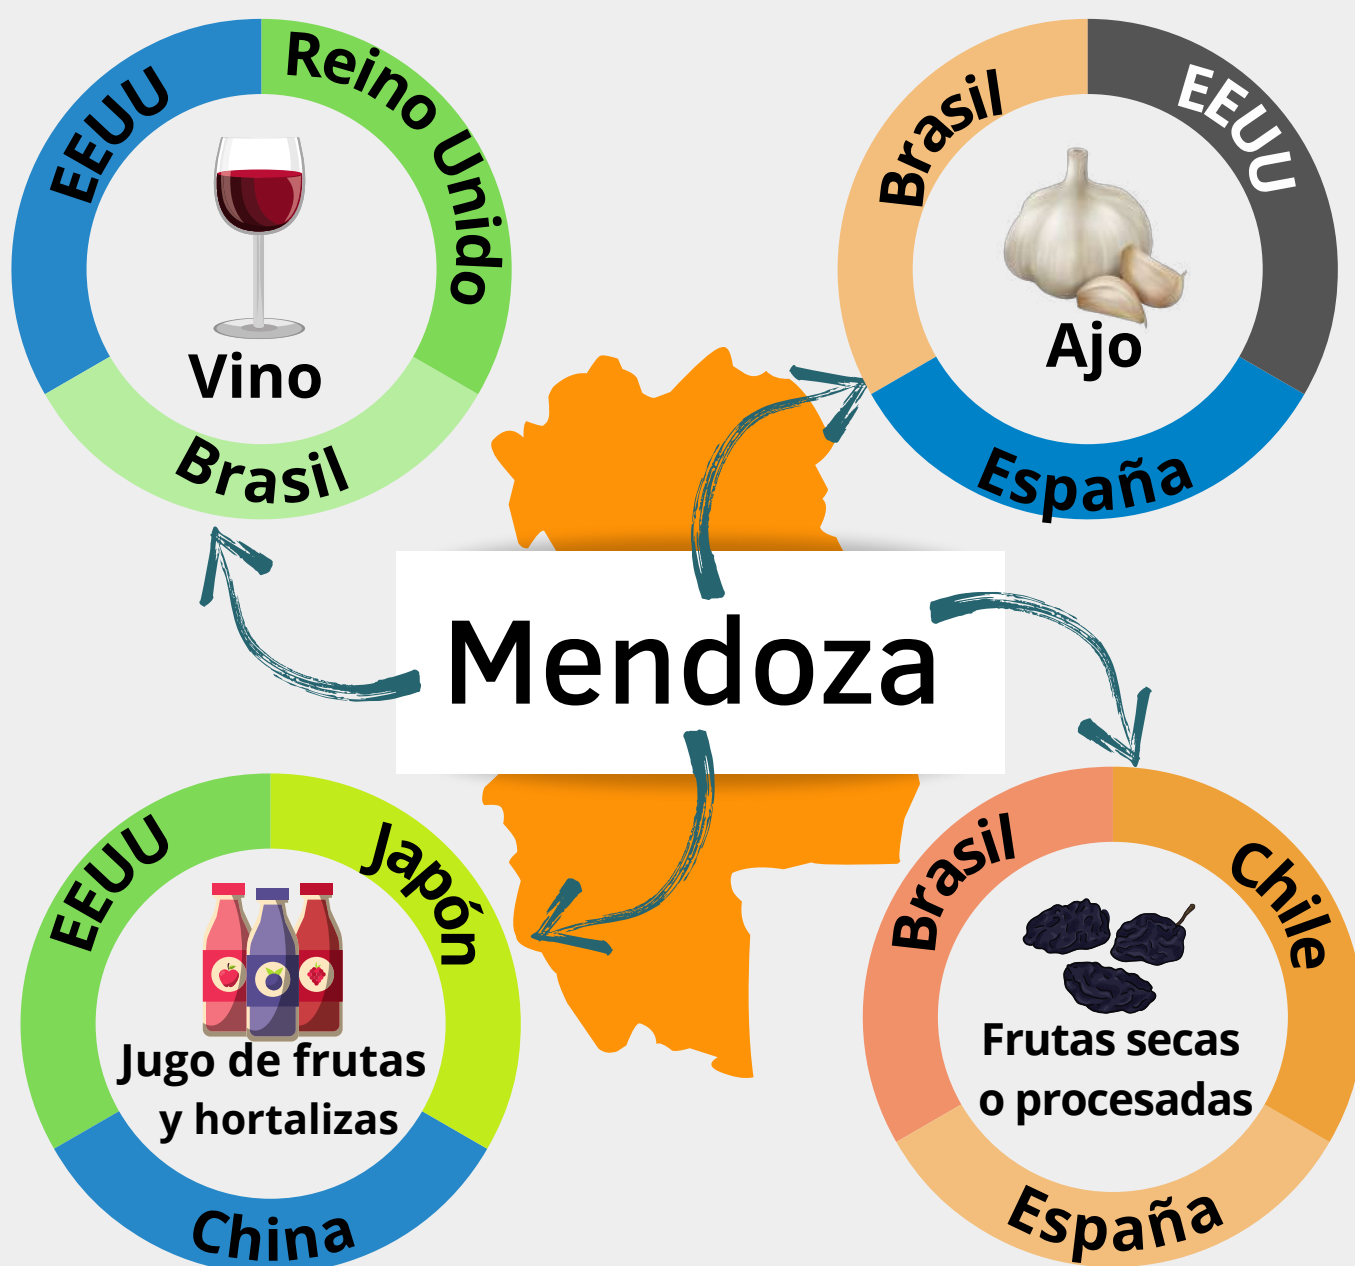 EEUU
Reino Unido
Brasil
Vino
Brasil
EEUU
España
Ajo
Mendoza
EEUU
Japón
China
Jugo de frutas
y hortalizas
Brasil
Chile
España
Frutas secas
o procesadas